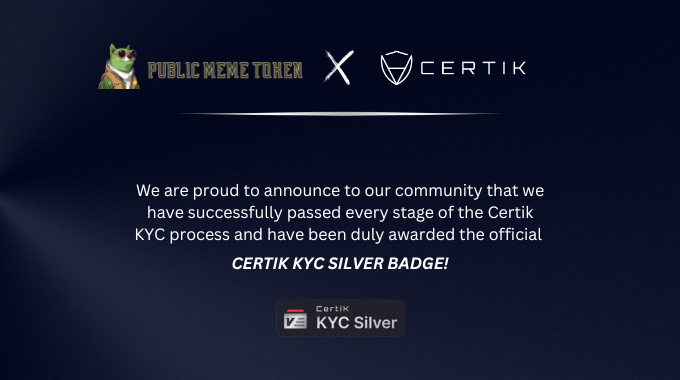 PUBLIC MEME TOKEN X CERTIK
We are proud to announce to our community that we
have successfully passed every stage of the Certik
KYC process and have been duly awarded the official
CERTIK KYC SILVER BADGE!
CertiK
KYC Silver